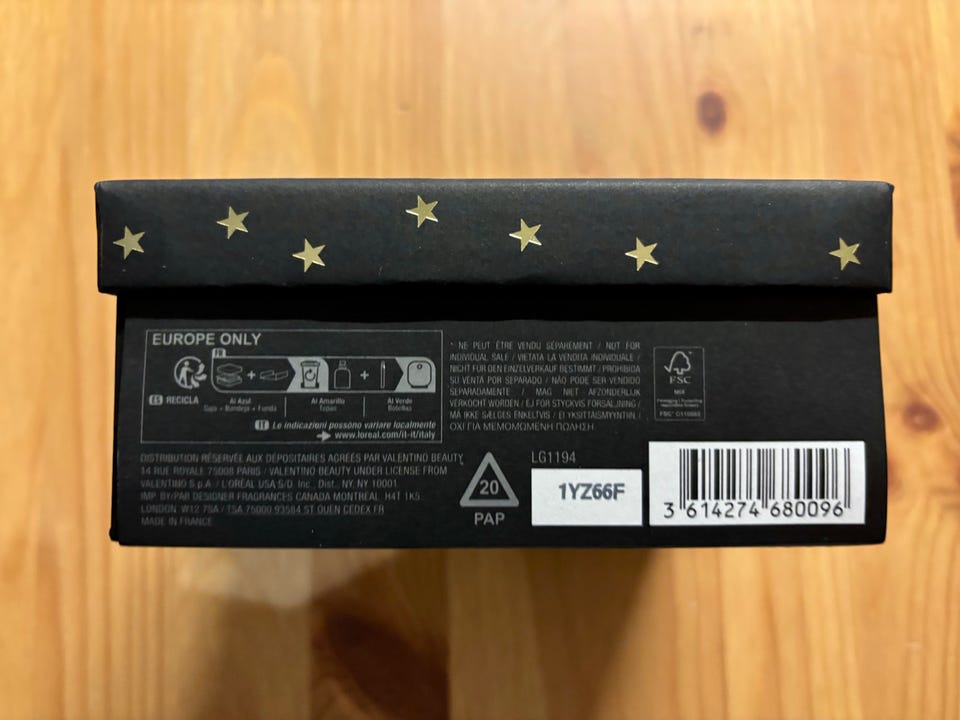 EUROPE ONLY
FR
ES RECICLA
Al Azul
Caja + Bandeja + Funda
Al Amarillo
Tapas
Al Verde
Botellas
IT Le indicazioni possono variare localmente
www.loreal.com/it-it/italy
DISTRIBUTION RÉSERVÉE AUX DÉPOSITAIRES AGRÉÉS PAR VALENTINO BEAUTY
14 RUE ROYALE 75008 PARIS / VALENTINO BEAUTY UNDER LICENSE FROM
VALENTINO S.p.A. / L'ORÉAL USA S/D, Inc., Dist., NY, NY 10001
IMP. BY/PAR DESIGNER FRAGRANCES CANADA MONTREAL, H4T 1K5
LONDON, W12 7SA / TSA 75000 93584 ST OUEN CEDEX FR
MADE IN FRANCE
* NE PEUT ÊTRE VENDU SÉPARÉMENT / NOT FOR
INDIVIDUAL SALE / VIETATA LA VENDITA INDIVIDUALE /
NICHT FÜR DEN EINZELVERKAUF BESTIMMT / PROHIBIDA
SU VENTA POR SEPARADO / NÃO PODE SER VENDIDO
SEPARADAMENTE / MAG NIET AFZONDERLIJK
VERKOCHT WORDEN / EJ FÖR STYCKVIS FÖRSÄLJNING /
MÅ IKKE SÆLGES ENKELTVIS / EI YKSITTÄISMYYNTIIN /
ΟΧΙ ΓΙΑ ΜΕΜΟΝΩΜΕΝΗ ΠΩΛΗΣΗ
FSC
MIX
FSC®
20
PAP
LG1194
1YZ66F
3 614274 680096